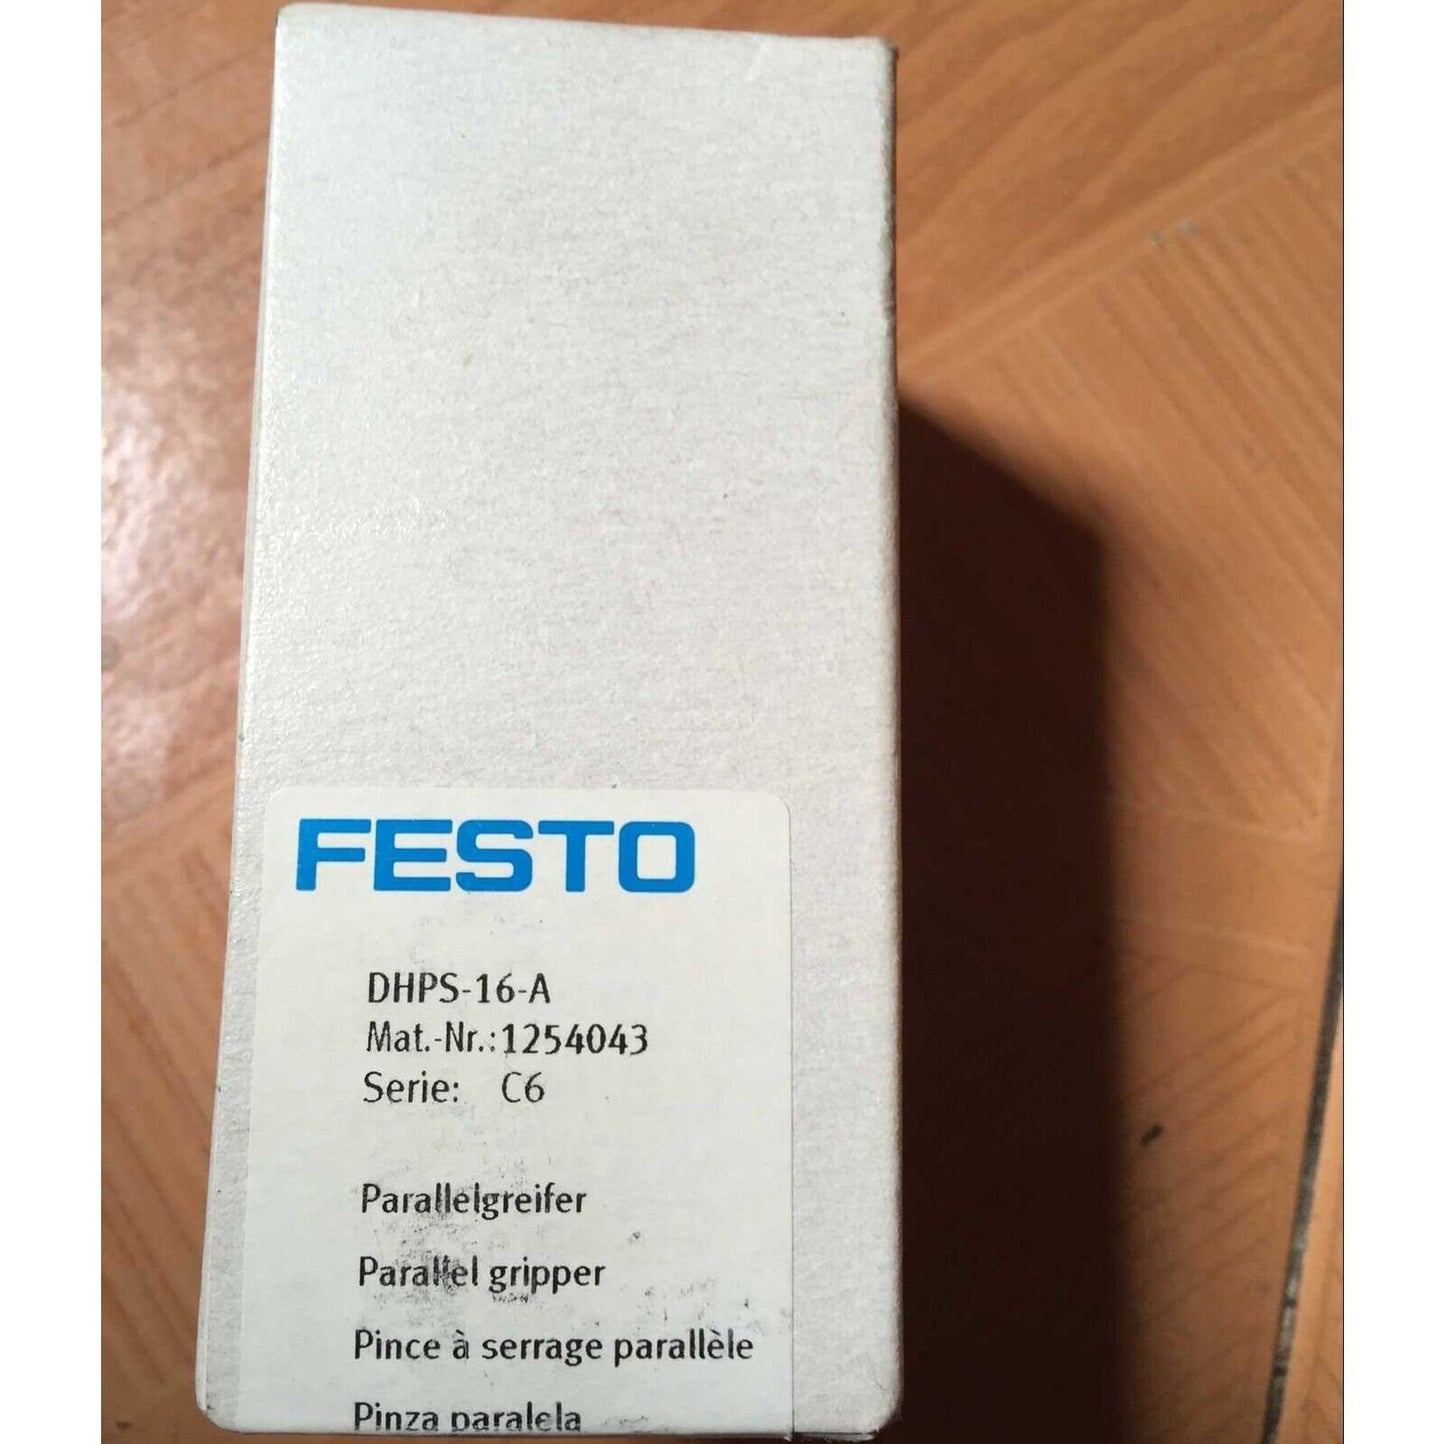 FESTO
DHPS-16-A
Mat.-Nr.:1254043
Serie: C6
Parallelgreifer
Parallel gripper
Pince à serrage parallèle
Pinza paralela